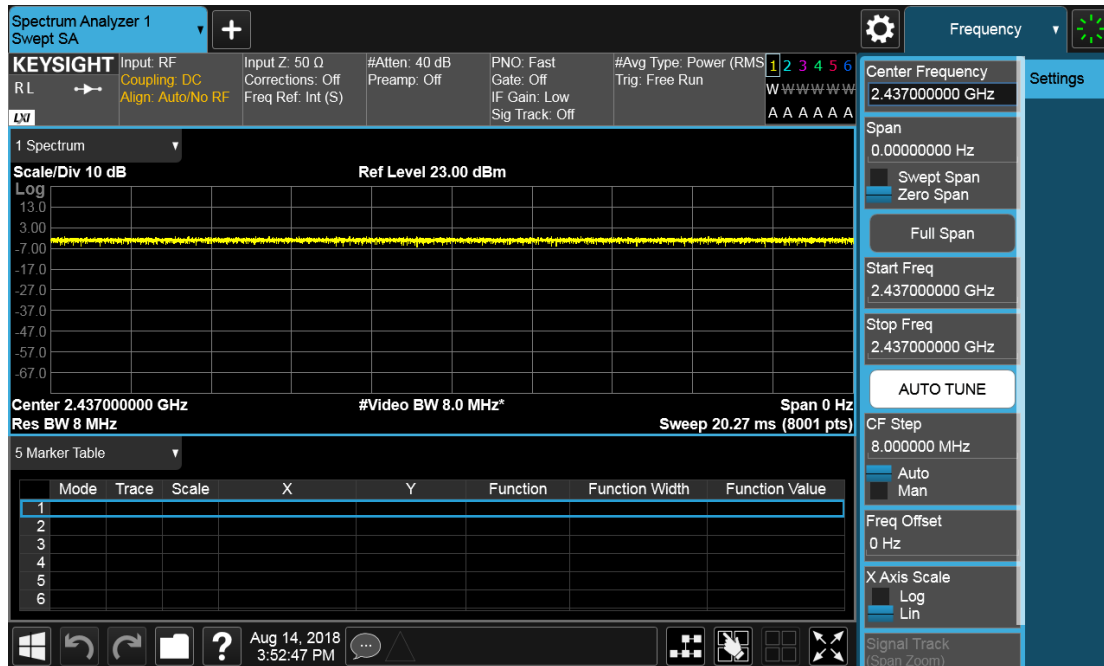 Spectrum Analyzer 1
Swept SA
Frequency
KEYSIGHT
R L
LXI
Input: RF
Coupling: DC
Align: Auto/No RF
Input Z: 50 Ω
Corrections: Off
Freq Ref: Int (S)
#Atten: 40 dB
Preamp: Off
PNO: Fast
Gate: Off
IF Gain: Low
Sig Track: Off
#Avg Type: Power (RMS
Trig: Free Run
1 2 3 4 5 6
W W W W W W
A A A A A A
Center Frequency
2.437000000 GHz
Settings
Span
0.00000000 Hz
Swept Span
Zero Span
Full Span
Start Freq
2.437000000 GHz
Stop Freq
2.437000000 GHz
AUTO TUNE
CF Step
8.000000 MHz
Auto
Man
Freq Offset
0 Hz
X Axis Scale
Log
Lin
Signal Track
(Span Zoom)
1 Spectrum
Scale/Div 10 dB
Ref Level 23.00 dBm
Log
13.0
3.00
-7.00
-17.0
-27.0
-37.0
-47.0
-57.0
-67.0
Center 2.437000000 GHz
#Video BW 8.0 MHz*
Span 0 Hz
Res BW 8 MHz
Sweep 20.27 ms (8001 pts)
5 Marker Table
Mode Trace Scale X Y Function Function Width Function Value
1
2
3
4
5
6
?
Aug 14, 2018
3:52:47 PM